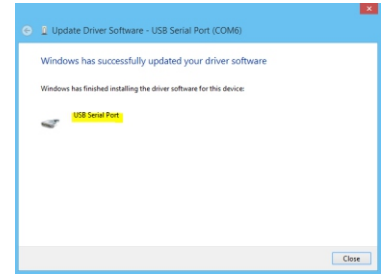 Update Driver Software - USB Serial Port (COM6)
Windows has successfully updated your driver software
Windows has finished installing the driver software for this device:
USB Serial Port
Close